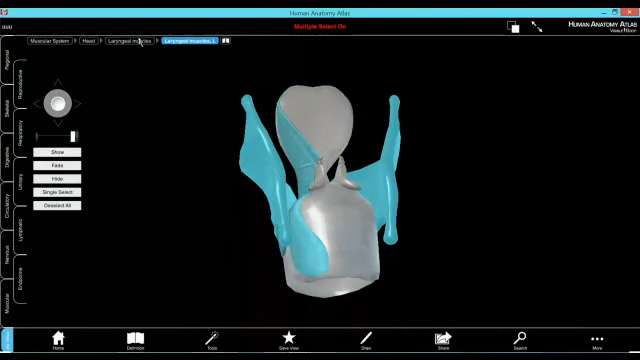 Human Anatomy Atlas
uuu
Multiple Select On
HUMAN ANATOMY ATLAS
VISIBLE BODY
Muscular System
Head
Laryngeal muscles
Laryngeal muscles, L
Regional
Skeletal
Digestive
Circulatory
Nervous
Muscular
Reproductive
Respiratory
Urinary
Lymphatic
Endocrine
Show
Fade
Hide
Single Select
Deselect All
Home
Definition
Tools
Save View
Draw
Share
Search
More